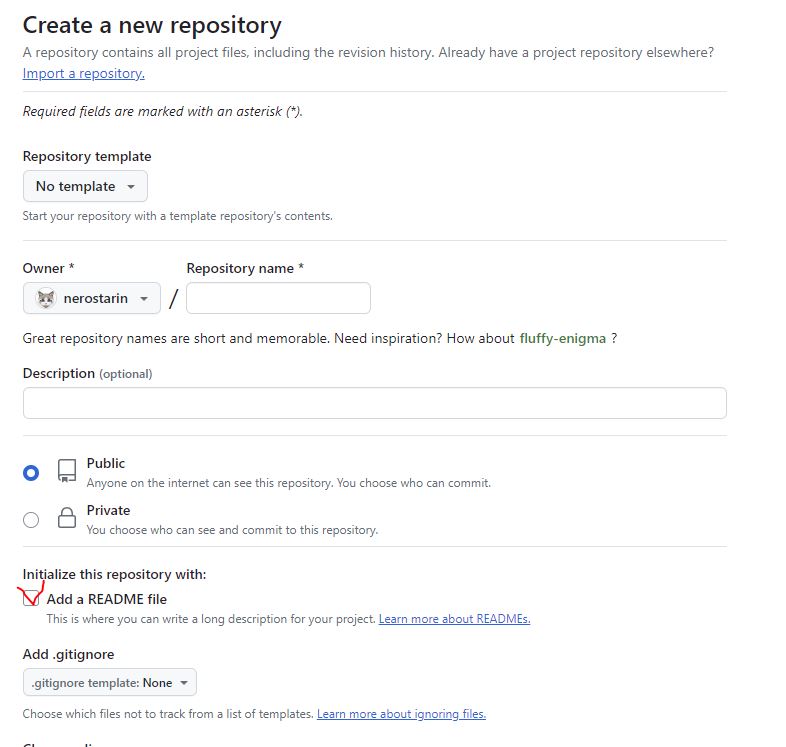 Create a new repository
A repository contains all project files, including the revision history. Already have a project repository elsewhere?
Import a repository.
Required fields are marked with an asterisk (*).
Repository template
No template
Start your repository with a template repository's contents.
Owner * Repository name *
nerostarin /
Great repository names are short and memorable. Need inspiration? How about fluffy-enigma ?
Description (optional)
Public
Anyone on the internet can see this repository. You choose who can commit.
Private
You choose who can see and commit to this repository.
Initialize this repository with:
Add a README file
This is where you can write a long description for your project. Learn more about READMEs.
Add .gitignore
.gitignore template: None
Choose which files not to track from a list of templates. Learn more about ignoring files.